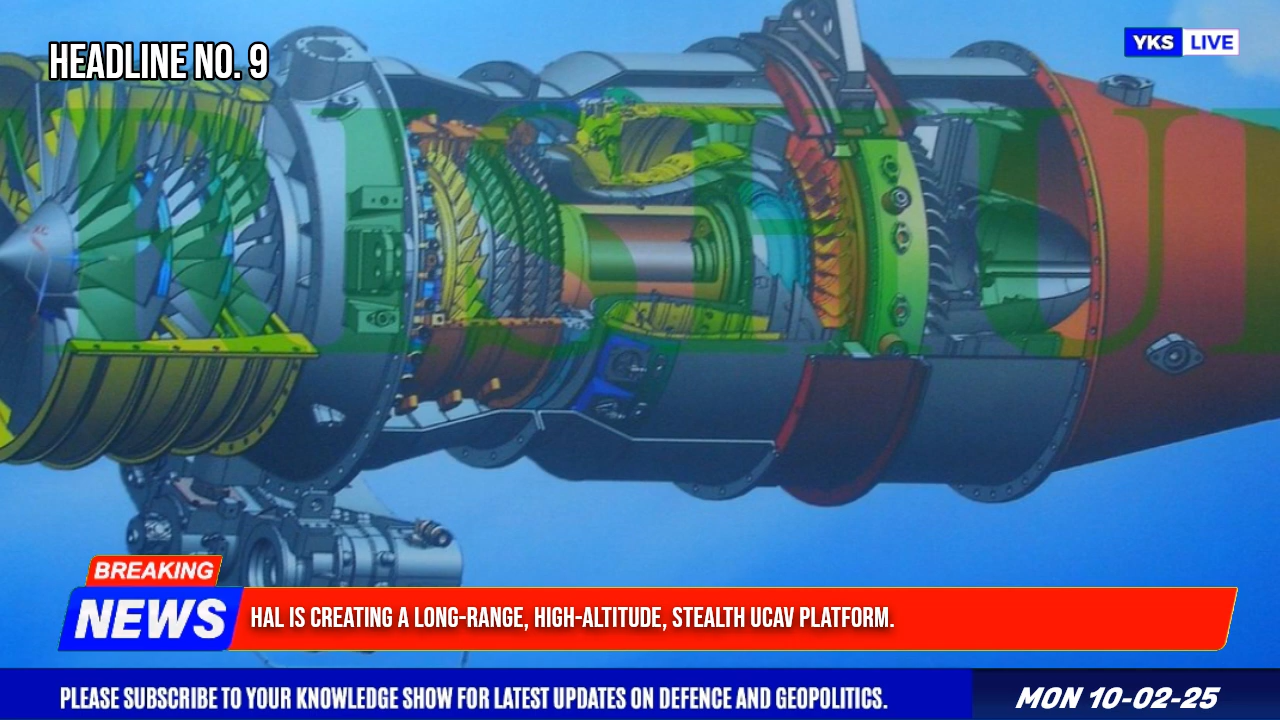 HEADLINE NO. 9
YKS LIVE
RISHU
BREAKING
NEWS
HAL IS CREATING A LONG-RANGE, HIGH-ALTITUDE, STEALTH UCAV PLATFORM.
PLEASE SUBSCRIBE TO YOUR KNOWLEDGE SHOW FOR LATEST UPDATES ON DEFENCE AND GEOPOLITICS.
MON 10-02-25